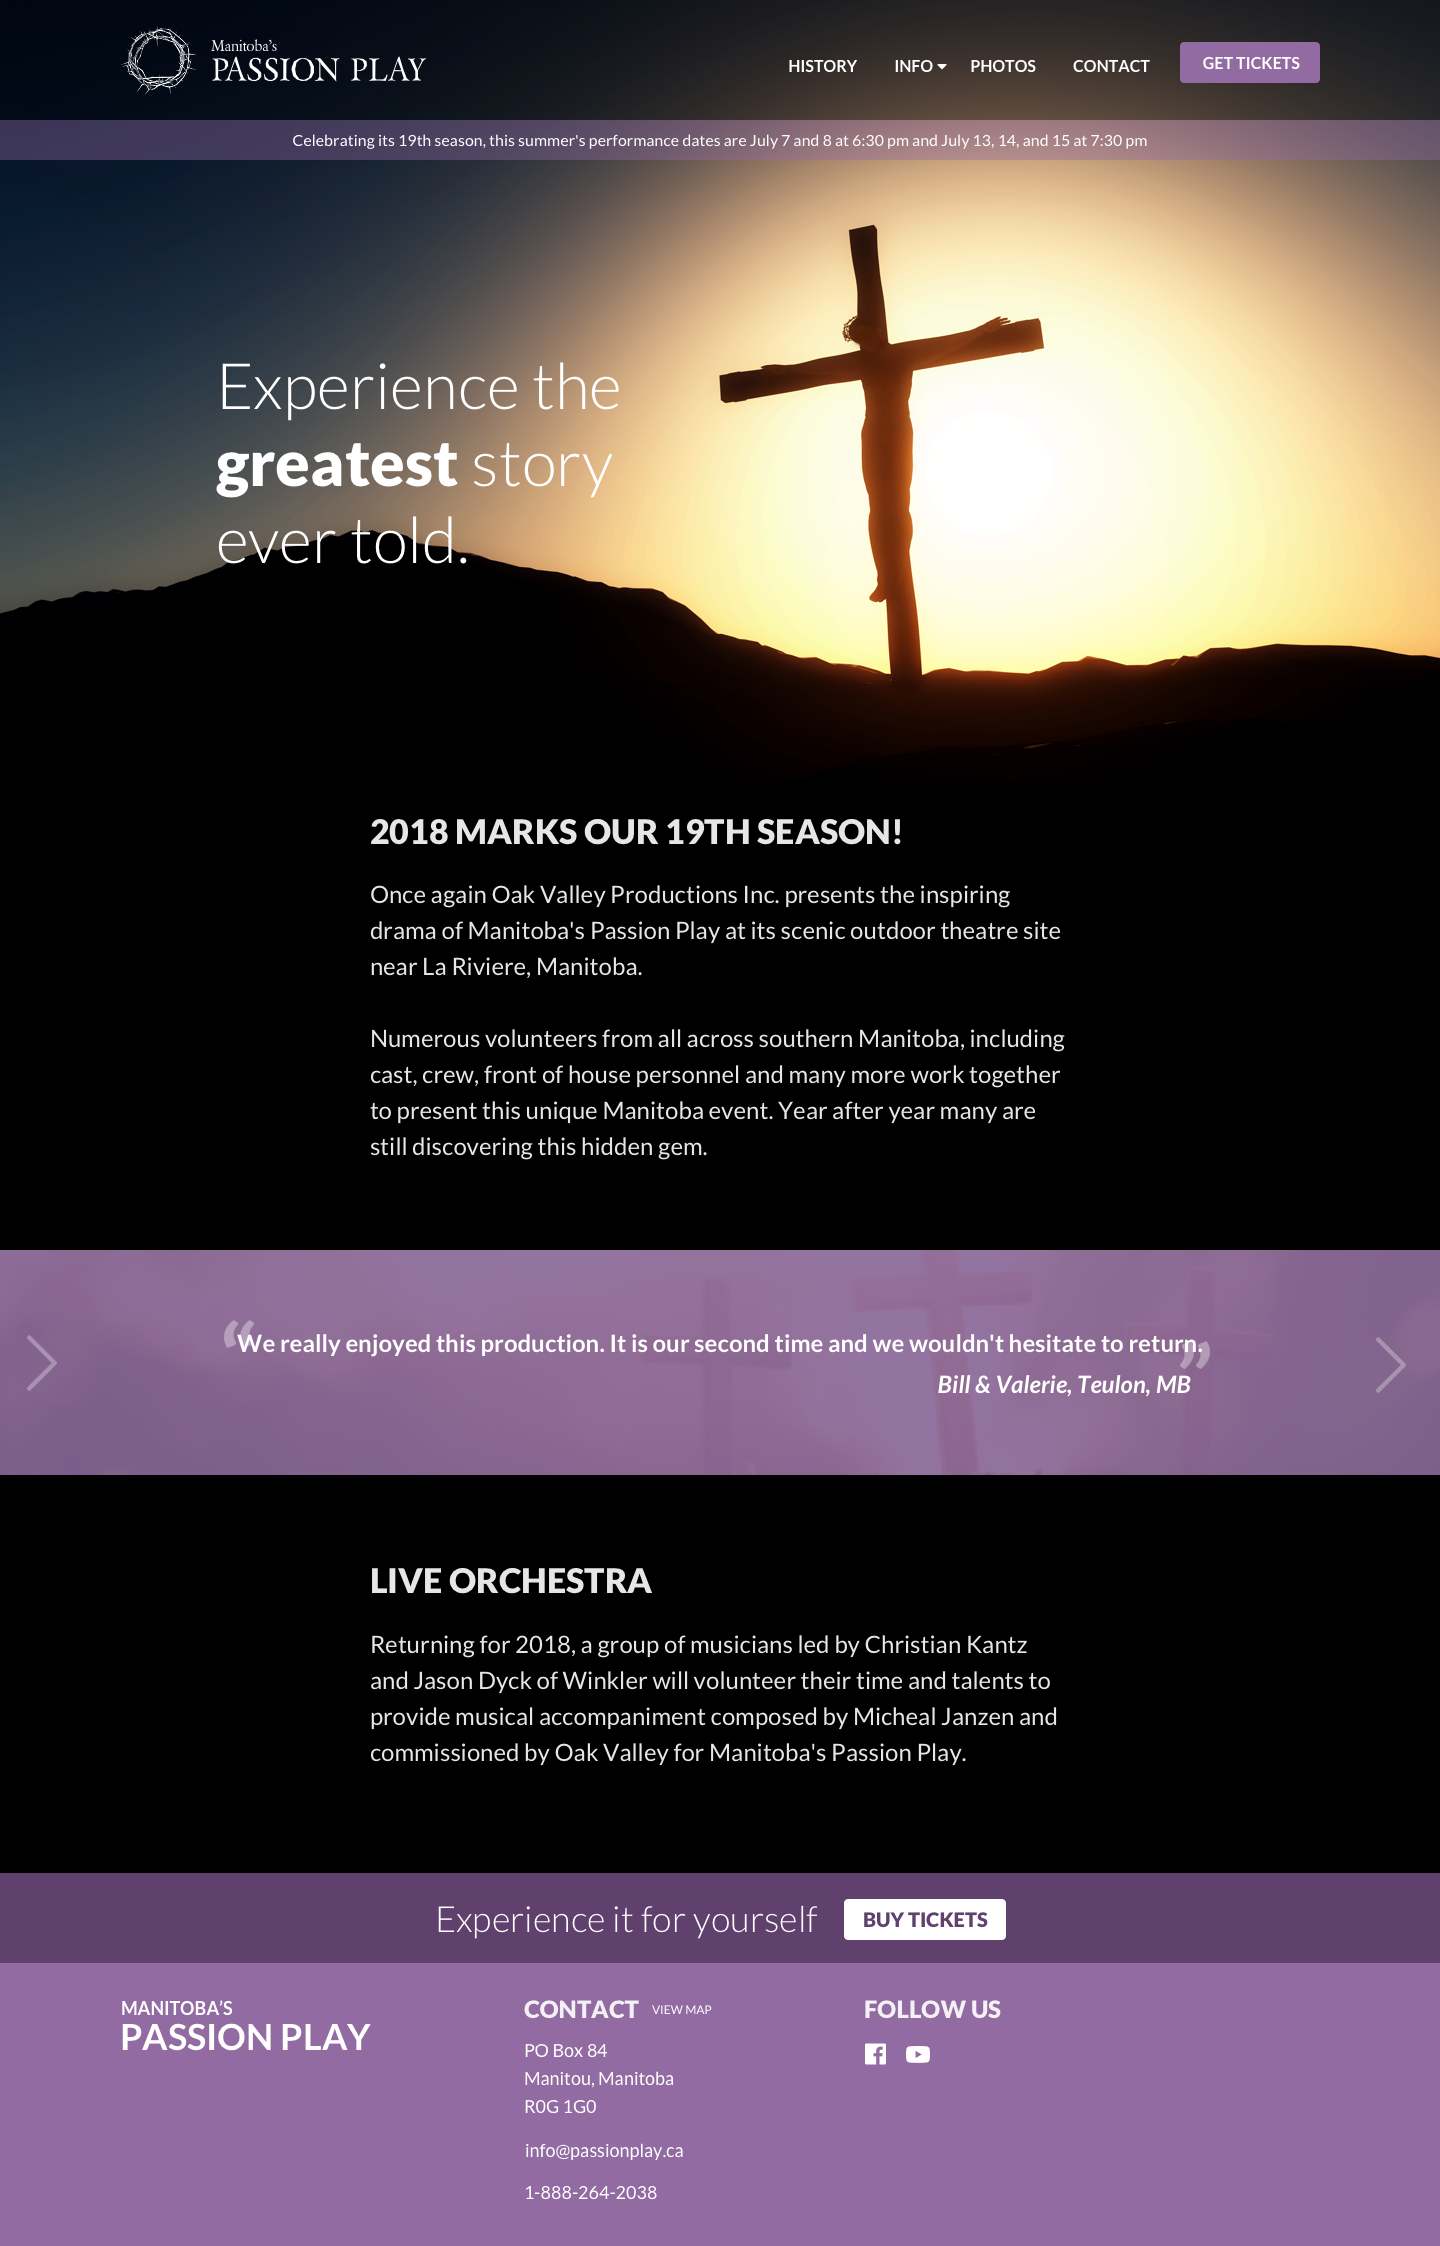 Manitoba's
PASSION PLAY
HISTORY INFO PHOTOS CONTACT GET TICKETS
Celebrating its 19th season, this summer's performance dates are July 7 and 8 at 6:30 pm and July 13, 14, and 15 at 7:30 pm
Experience the
greatest story
ever told.
2018 MARKS OUR 19TH SEASON!
Once again Oak Valley Productions Inc. presents the inspiring
drama of Manitoba's Passion Play at its scenic outdoor theatre site
near La Riviere, Manitoba.
Numerous volunteers from all across southern Manitoba, including
cast, crew, front of house personnel and many more work together
to present this unique Manitoba event. Year after year many are
still discovering this hidden gem.
“We really enjoyed this production. It is our second time and we wouldn't hesitate to return.”
Bill & Valerie, Teulon, MB
LIVE ORCHESTRA
Returning for 2018, a group of musicians led by Christian Kantz
and Jason Dyck of Winkler will volunteer their time and talents to
provide musical accompaniment composed by Micheal Janzen and
commissioned by Oak Valley for Manitoba's Passion Play.
Experience it for yourself BUY TICKETS
MANITOBA’S
PASSION PLAY
CONTACT VIEW MAP
PO Box 84
Manitou, Manitoba
R0G 1G0
info@passionplay.ca
1-888-264-2038
FOLLOW US